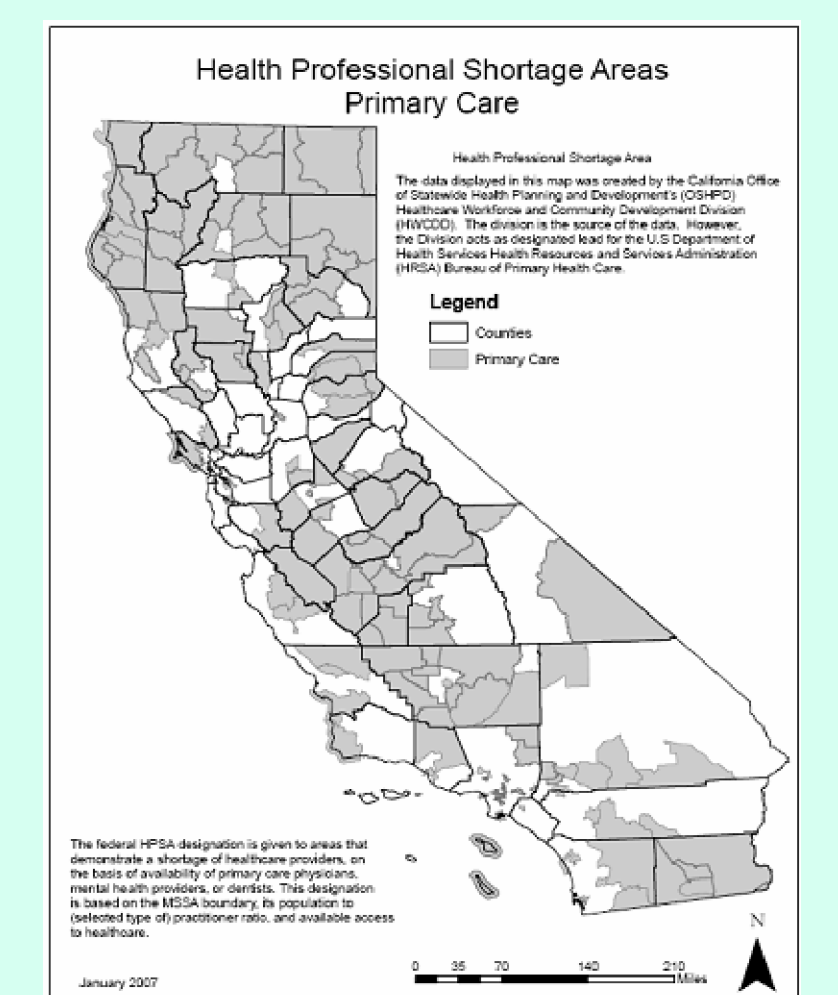 Health Professional Shortage Areas
Primary Care
Health Professional Shortage Area
The data displayed in this map was created by the California Office
of Statewide Health Planning and Development's (OSHPD)
Healthcare Workforce and Community Development Division
(HWCDD). The division is the source of the data. However,
the Division acts as designated lead for the U.S Department of
Health Services Health Resources and Services Administration
(HRSA) Bureau of Primary Health Care.
Legend
Counties
Primary Care
The federal HPSA designation is given to areas that
demonstrate a shortage of healthcare providers, on
the basis of availability of primary care physicians,
mental health providers, or dentists. This designation
is based on the MSSA boundary, its population to
(selected type of) practitioner ratio, and available access
to healthcare.
N
0 35 70 140 210
Miles
January 2007